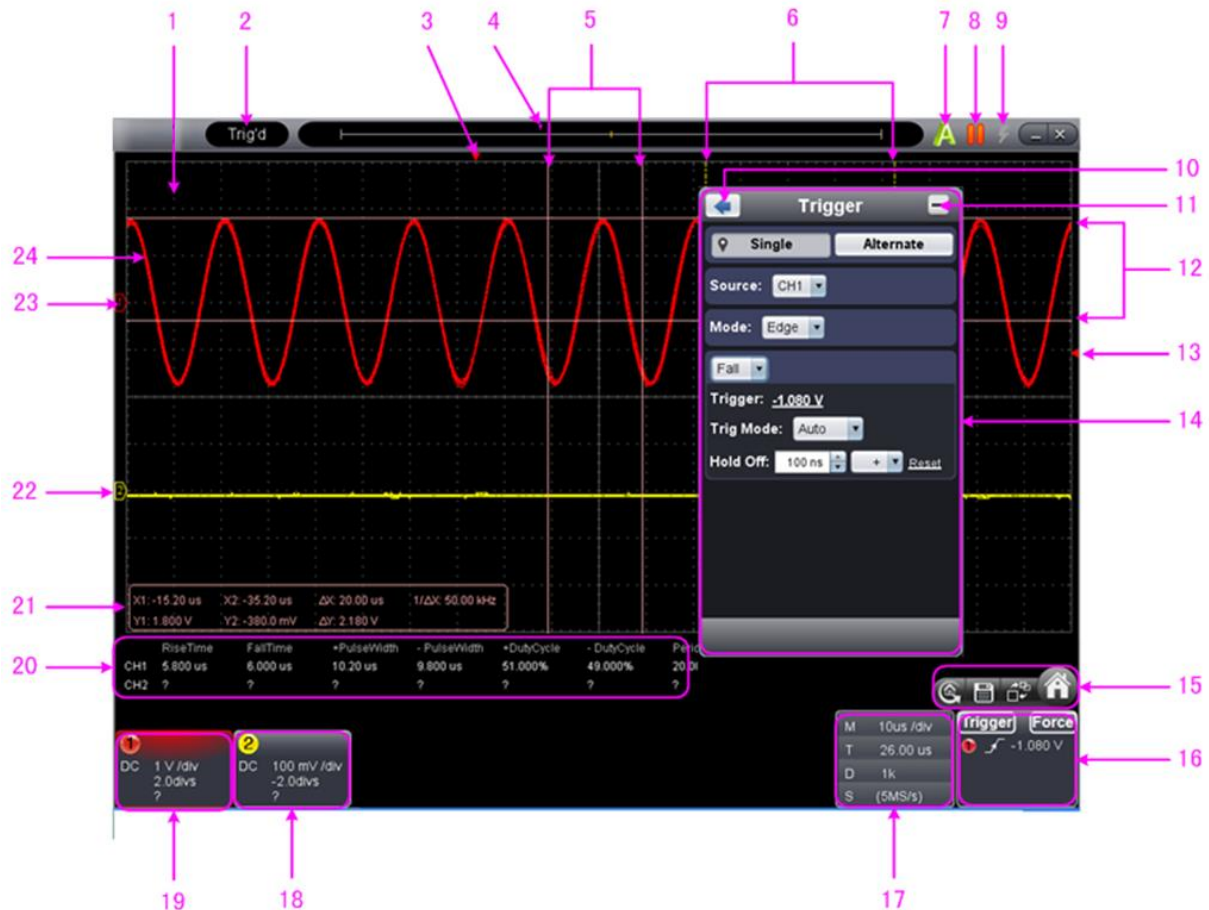 1 2 3 4 5 6 7 8 9
Trig'd
10
Trigger
11
Single Alternate
12
24
Source: CH1
23
Mode: Edge
13
Fall
Trigger: -1.080 V
14
Trig Mode: Auto
Hold Off: 100 ns + Reset
22
2
21
X1: -15.20 us X2: -35.20 us ΔX: 20.00 us 1/ΔX: 50.00 kHz
Y1: 1.800 V Y2: -380.0 mV ΔY: 2.180 V
RiseTime FallTime +PulseWidth - PulseWidth +DutyCycle - DutyCycle
20
CH1 5.800 us 6.000 us 10.20 us 9.800 us 51.000% 49.000%
CH2 ? ? ? ? ? ? ?
15
Trigger Force
1 -1.080 V
16
M 10us /div
T 26.00 us
D 1k
S (5MS/s)
1
DC 1 V /div
2.0divs
?
2
DC 100 mV /div
-2.0divs
?
19 18 17